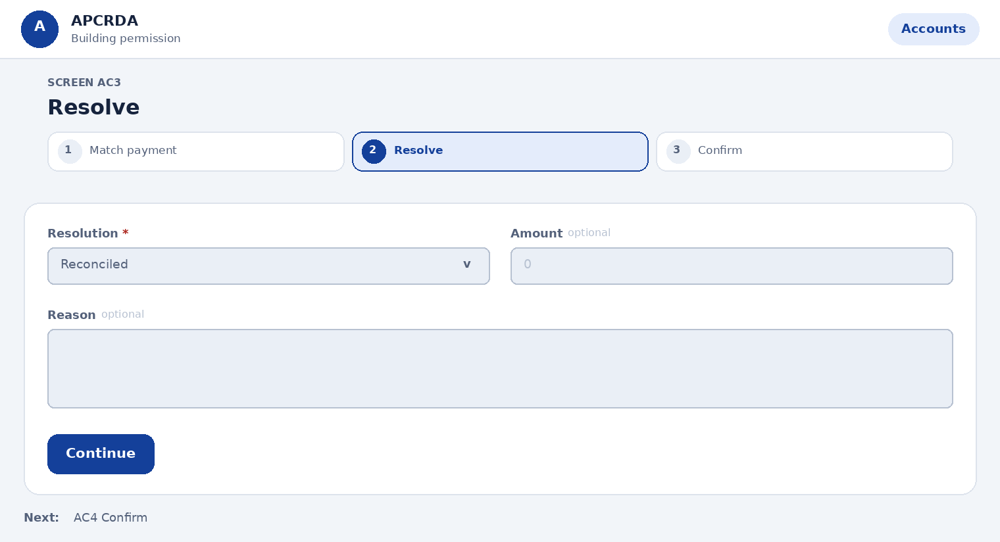 A
APCRDA
Building permission
Accounts
SCREEN AC3
Resolve
1 Match payment
2 Resolve
3 Confirm
Resolution *
Amount optional
Reconciled v
0
Reason optional
Continue
Next: AC4 Confirm